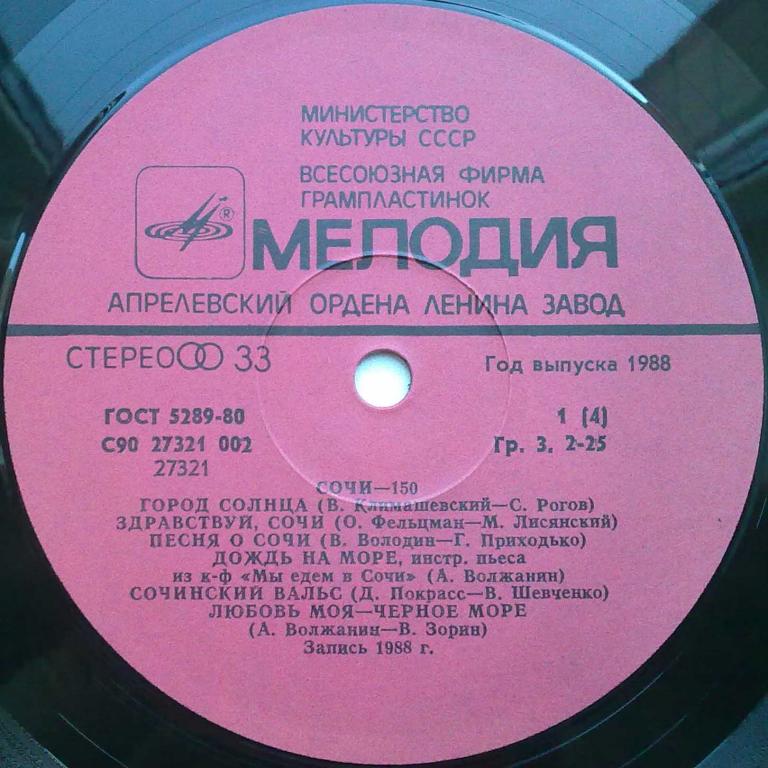 МИНИСТЕРСТВО
КУЛЬТУРЫ СССР
ВСЕСОЮЗНАЯ ФИРМА
ГРАМПЛАСТИНОК
®
МЕЛОДИЯ
АПРЕЛЕВСКИЙ ОРДЕНА ЛЕНИНА ЗАВОД
СТЕРЕО 33
Год выпуска 1988
ГОСТ 5289-80
1 (4)
С90 27321 002
Гр. 3, 2-25
27321
СОЧИ—150
ГОРОД СОЛНЦА (В. Климашевский—С. Рогов)
ЗДРАВСТВУЙ, СОЧИ (О. Фельцман—М. Лисянский)
ПЕСНЯ О СОЧИ (В. Володин—Г. Приходько)
ДОЖДЬ НА МОРЕ, инстр. пьеса
из к-ф «Мы едем в Сочи» (А. Волжанин)
СОЧИНСКИЙ ВАЛЬС (Д. Покрасс—В. Шевченко)
ЛЮБОВЬ МОЯ—ЧЕРНОЕ МОРЕ
(А. Волжанин—В. Зорин)
Запись 1988 г.